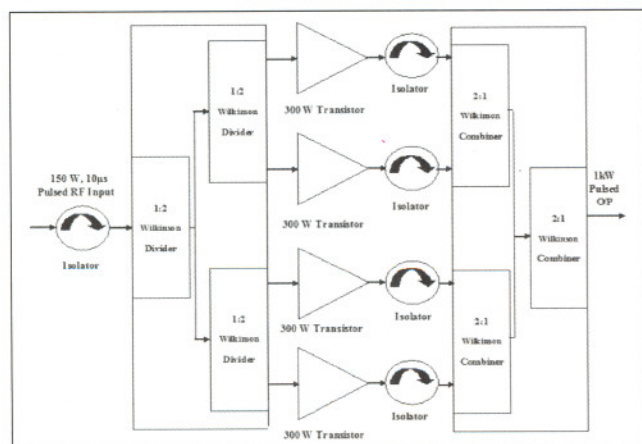 150 W, 10μs
Pulsed RF Input
Isolator
1:2
Wilkinson
Divider
1:2
Wilkinson
Divider
1:2
Wilkinson
Divider
300 W Transistor
Isolator
300 W Transistor
Isolator
300 W Transistor
Isolator
300 W Transistor
Isolator
2:1
Wilkinson
Combiner
2:1
Wilkinson
Combiner
2:1
Wilkinson
Combiner
1kW
Pulsed
O/P